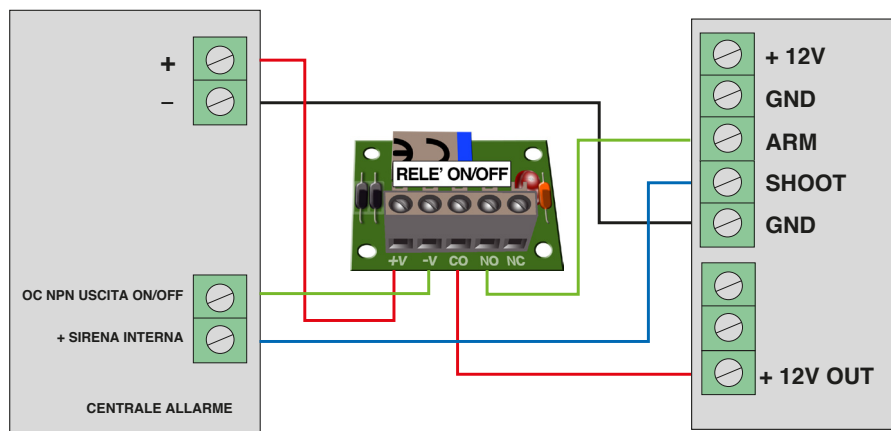 +
–
OC NPN USCITA ON/OFF
+ SIRENA INTERNA
CENTRALE ALLARME
RELE' ON/OFF
+V -V CO NO NC
+ 12V
GND
ARM
SHOOT
GND
+ 12V OUT